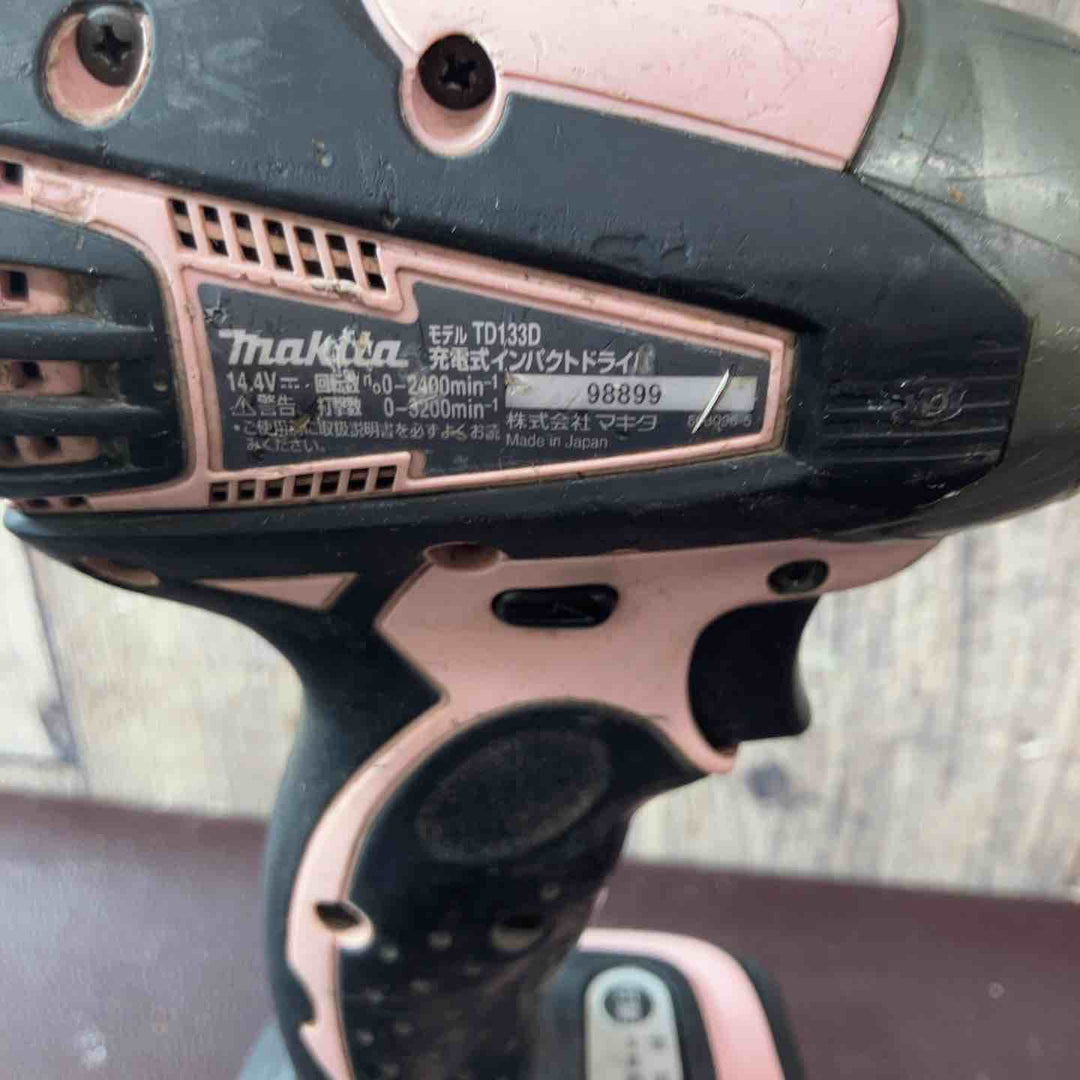 makita
モデル TD133D
充電式インパクトドライバ
14.4V⎓ 回転数 n₀0-2400min⁻¹
⚠警告 打撃数 0-3200min⁻¹
98899
•ご使用 に取扱説明書を必ずよくお読
みください。
株式会社 マキタ
Made in Japan